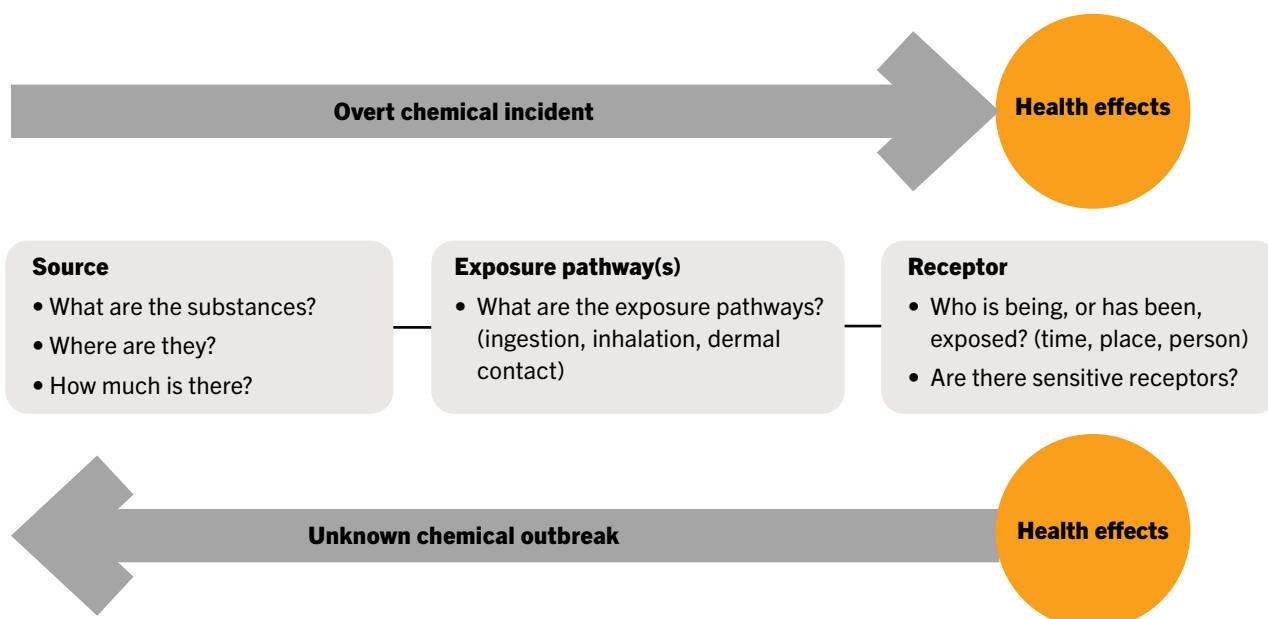 Overt chemical incident
Health effects
Source
• What are the substances?
• Where are they?
• How much is there?
Exposure pathway(s)
• What are the exposure pathways?
(ingestion, inhalation, dermal
contact)
Receptor
• Who is being, or has been,
exposed? (time, place, person)
• Are there sensitive receptors?
Unknown chemical outbreak
Health effects